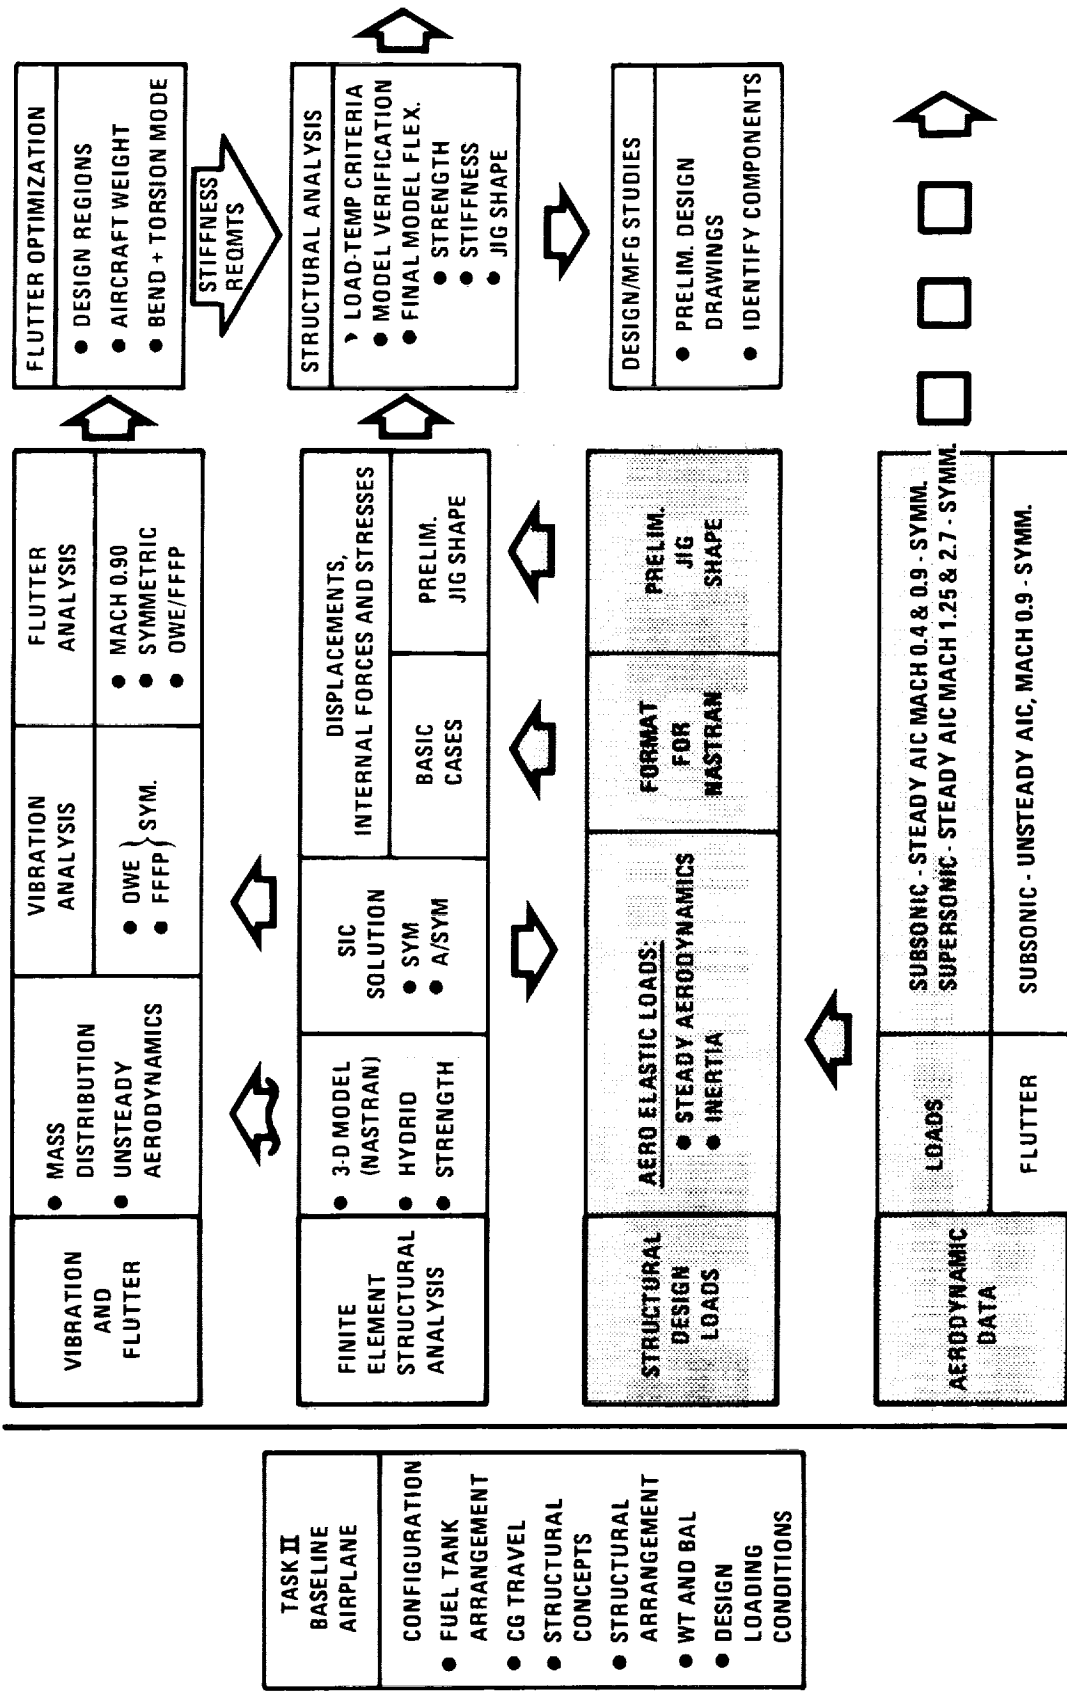 TASK II
BASELINE
AIRPLANE
CONFIGURATION
● FUEL TANK
ARRANGEMENT
● CG TRAVEL
● STRUCTURAL
CONCEPTS
● STRUCTURAL
ARRANGEMENT
● WT AND BAL
● DESIGN
LOADING
CONDITIONS
VIBRATION
AND
FLUTTER
● MASS
DISTRIBUTION
● UNSTEADY
AERODYNAMICS
VIBRATION
ANALYSIS
● OWE
● FFFP
} SYM.
FLUTTER
ANALYSIS
● MACH 0.90
● SYMMETRIC
● OWE/FFFP
FLUTTER OPTIMIZATION
● DESIGN REGIONS
● AIRCRAFT WEIGHT
● BEND + TORSION MODE
STIFFNESS
REQMTS
FINITE
ELEMENT
STRUCTURAL
ANALYSIS
● 3-D MODEL
(NASTRAN)
● HYDRID
● STRENGTH
SIC
SOLUTION
● SYM
● A/SYM
DISPLACEMENTS,
INTERNAL FORCES AND STRESSES
BASIC
CASES
PRELIM.
JIG SHAPE
STRUCTURAL ANALYSIS
● LOAD-TEMP CRITERIA
● MODEL VERIFICATION
● FINAL MODEL FLEX.
● STRENGTH
● STIFFNESS
● JIG SHAPE
STRUCTURAL
DESIGN
LOADS
AERO ELASTIC LOADS:
● STEADY AERODYNAMICS
● INERTIA
FORMAT
FOR
NASTRAN
PRELIM.
JIG
SHAPE
DESIGN/MFG STUDIES
● PRELIM. DESIGN
DRAWINGS
● IDENTIFY COMPONENTS
AERODYNAMIC
DATA
LOADS
SUBSONIC - STEADY AIC MACH 0.4 & 0.9 - SYMM.
SUPERSONIC - STEADY AIC MACH 1.25 & 2.7 - SYMM.
FLUTTER
SUBSONIC - UNSTEADY AIC, MACH 0.9 - SYMM.